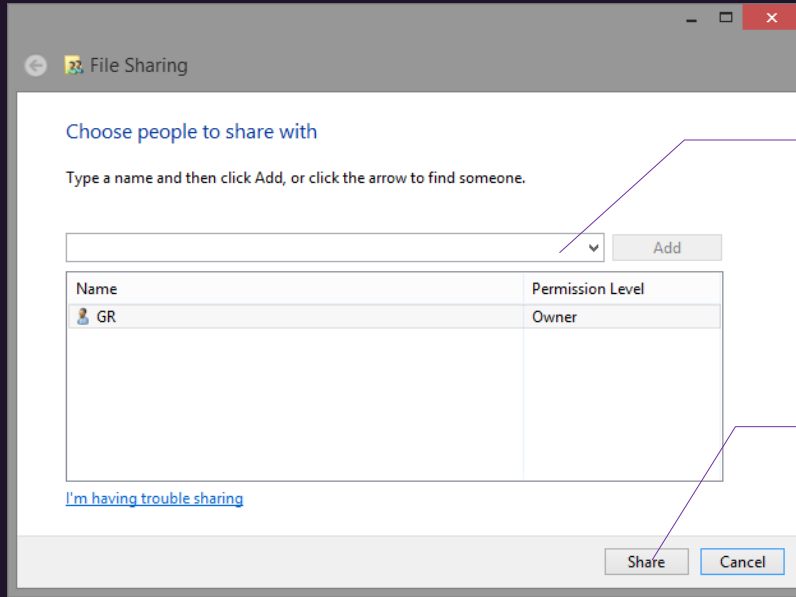 File Sharing
Choose people to share with
Type a name and then click Add, or click the arrow to find someone.
Add
Name Permission Level
GR Owner
I'm having trouble sharing
Share Cancel